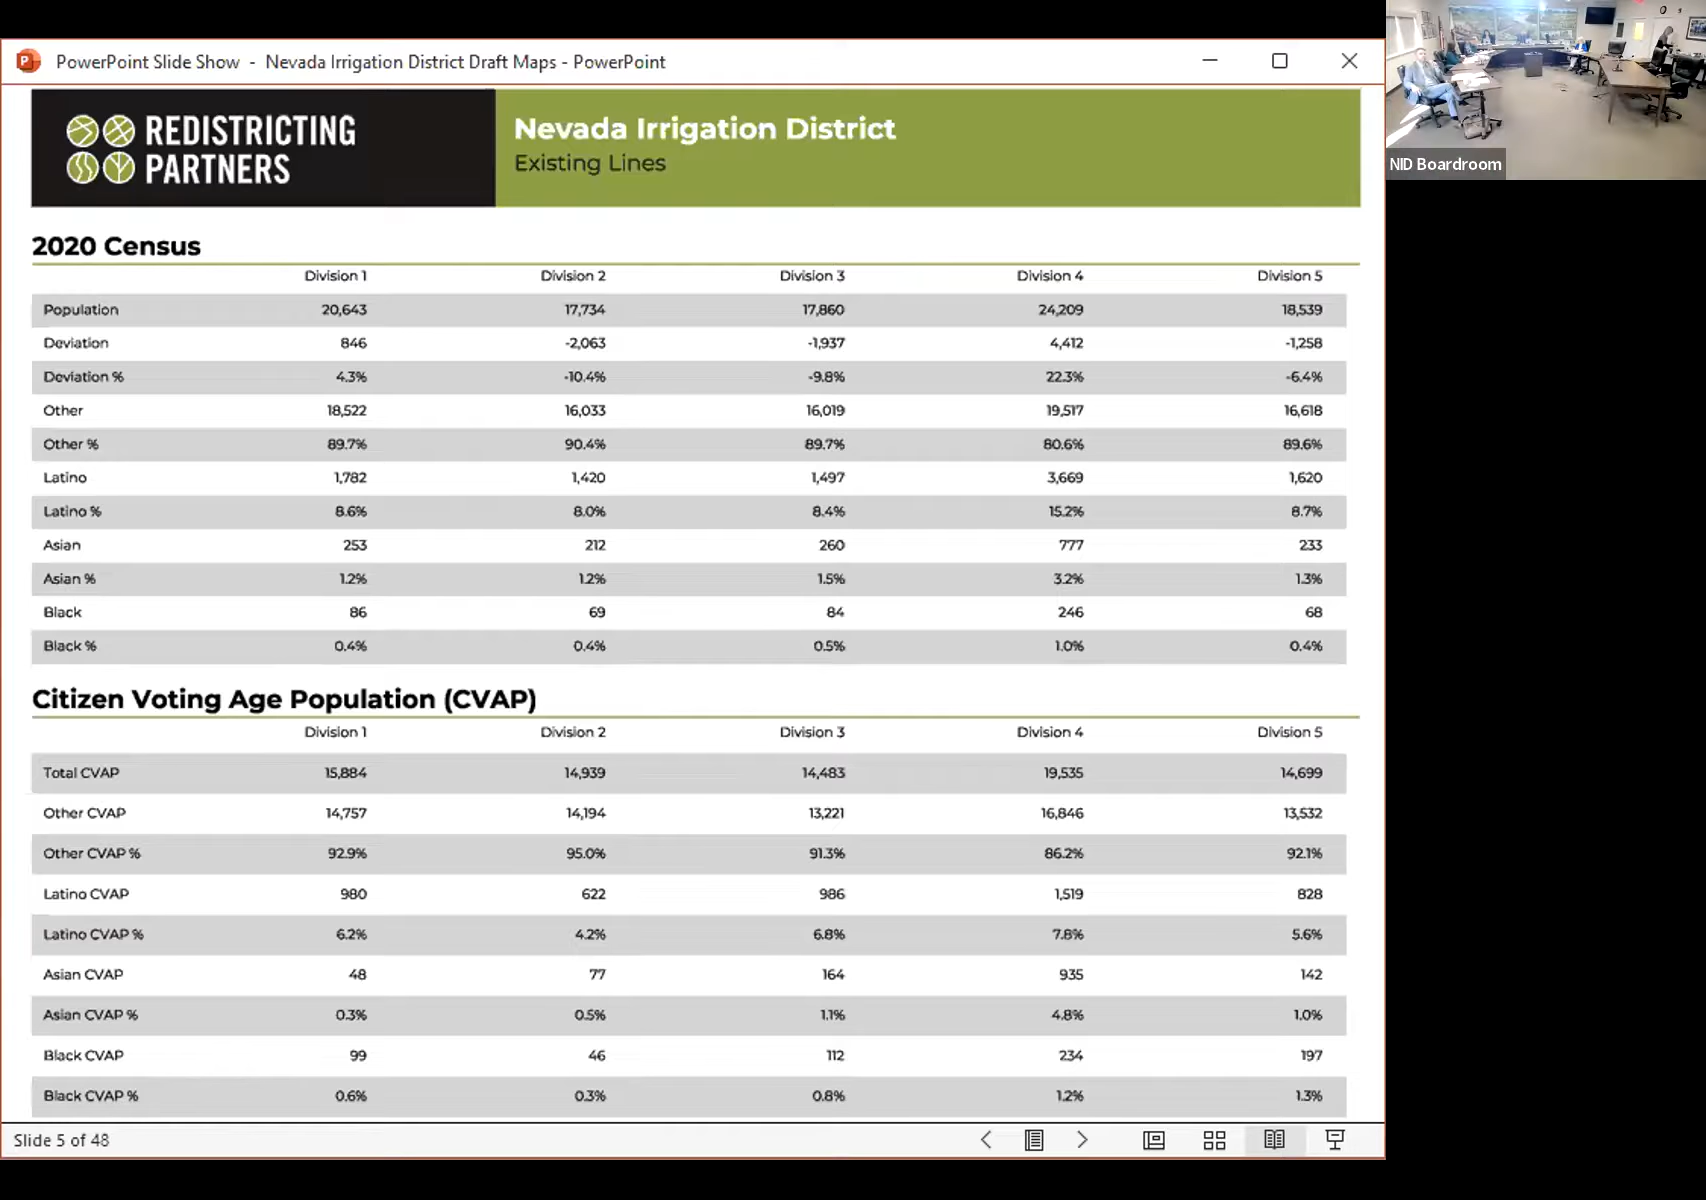 PowerPoint Slide Show - Nevada Irrigation District Draft Maps - PowerPoint
REDISTRICTING
PARTNERS
Nevada Irrigation District
Existing Lines
2020 Census
Division 1 Division 2 Division 3 Division 4 Division 5
Population 20,643 17,734 17,860 24,209 18,539
Deviation 846 -2,063 -1,937 4,412 -1,258
Deviation % 4.3% -10.4% -9.8% 22.3% -6.4%
Other 18,522 16,033 16,019 19,517 16,618
Other % 89.7% 90.4% 89.7% 80.6% 89.6%
Latino 1,782 1,420 1,497 3,669 1,620
Latino % 8.6% 8.0% 8.4% 15.2% 8.7%
Asian 253 212 260 777 233
Asian % 1.2% 1.2% 1.5% 3.2% 1.3%
Black 86 69 84 246 68
Black % 0.4% 0.4% 0.5% 1.0% 0.4%
Citizen Voting Age Population (CVAP)
Division 1 Division 2 Division 3 Division 4 Division 5
Total CVAP 15,884 14,939 14,483 19,535 14,699
Other CVAP 14,757 14,194 13,221 16,846 13,532
Other CVAP % 92.9% 95.0% 91.3% 86.2% 92.1%
Latino CVAP 980 622 986 1,519 828
Latino CVAP % 6.2% 4.2% 6.8% 7.8% 5.6%
Asian CVAP 48 77 164 935 142
Asian CVAP % 0.3% 0.5% 1.1% 4.8% 1.0%
Black CVAP 99 46 112 234 197
Black CVAP % 0.6% 0.3% 0.8% 1.2% 1.3%
Slide 5 of 48
NID Boardroom